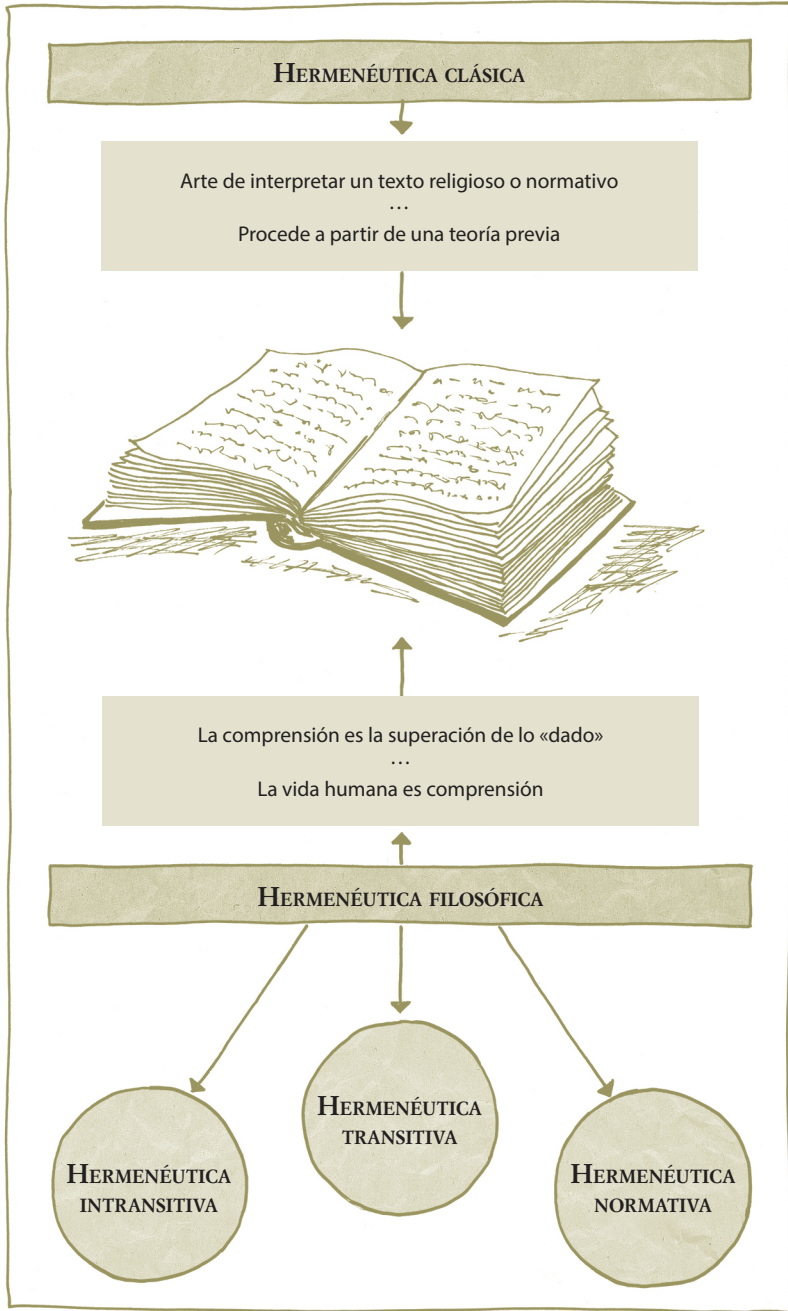 HERMENÉUTICA CLÁSICA
Arte de interpretar un texto religioso o normativo
…
Procede a partir de una teoría previa
La comprensión es la superación de lo «dado»
…
La vida humana es comprensión
HERMENÉUTICA FILOSÓFICA
HERMENÉUTICA
INTRANSITIVA
HERMENÉUTICA
TRANSITIVA
HERMENÉUTICA
NORMATIVA